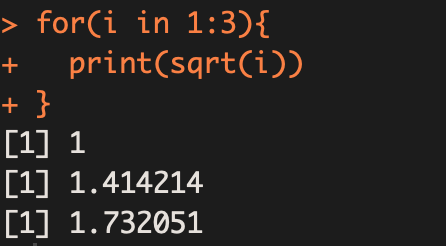 > for(i in 1:3){
+   print(sqrt(i))
+ }
[1] 1
[1] 1.414214
[1] 1.732051